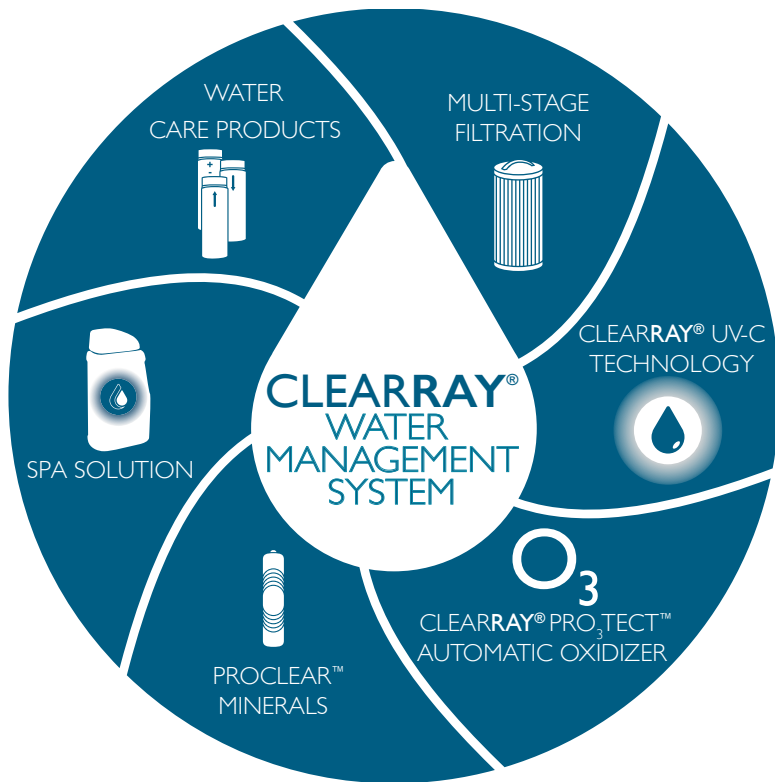 WATER
CARE PRODUCTS
MULTI-STAGE
FILTRATION
CLEARRAY® UV-C
TECHNOLOGY
O3
CLEARRAY® PRO3TECT™
AUTOMATIC OXIDIZER
PROCLEAR™
MINERALS
SPA SOLUTION
CLEARRAY®
WATER
MANAGEMENT
SYSTEM